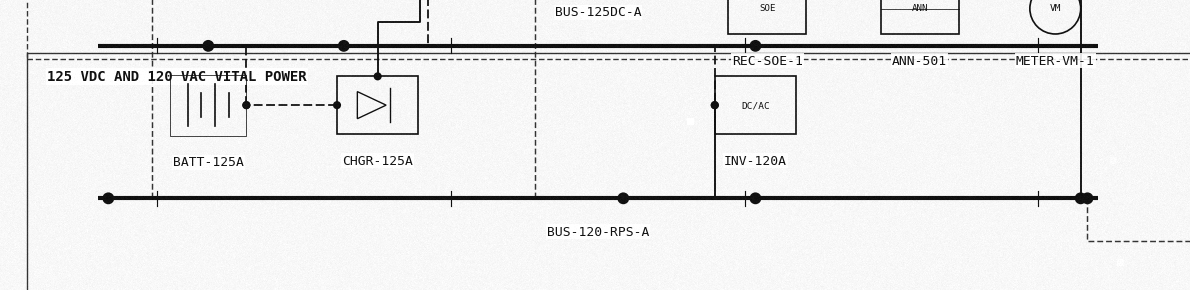 BUS-125DC-A
SOE
ANN
VM
REC-SOE-1
ANN-501
METER-VM-1
125 VDC AND 120 VAC VITAL POWER
DC/AC
BATT-125A
CHGR-125A
INV-120A
BUS-120-RPS-A